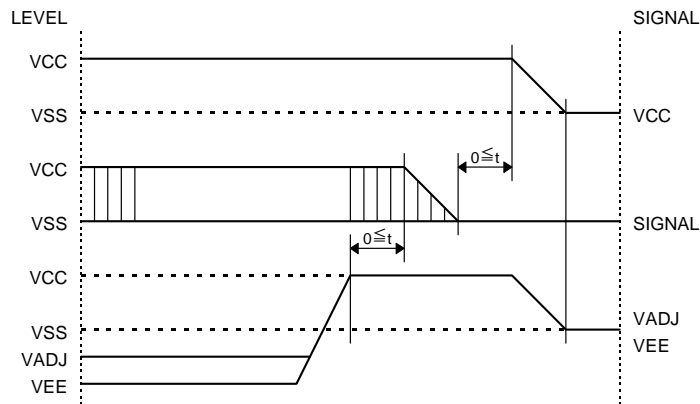 LEVEL
SIGNAL
VCC
VSS
VCC
VCC
0≦t
VSS
SIGNAL
0≦t
VCC
VSS
VADJ
VADJ
VEE
VEE